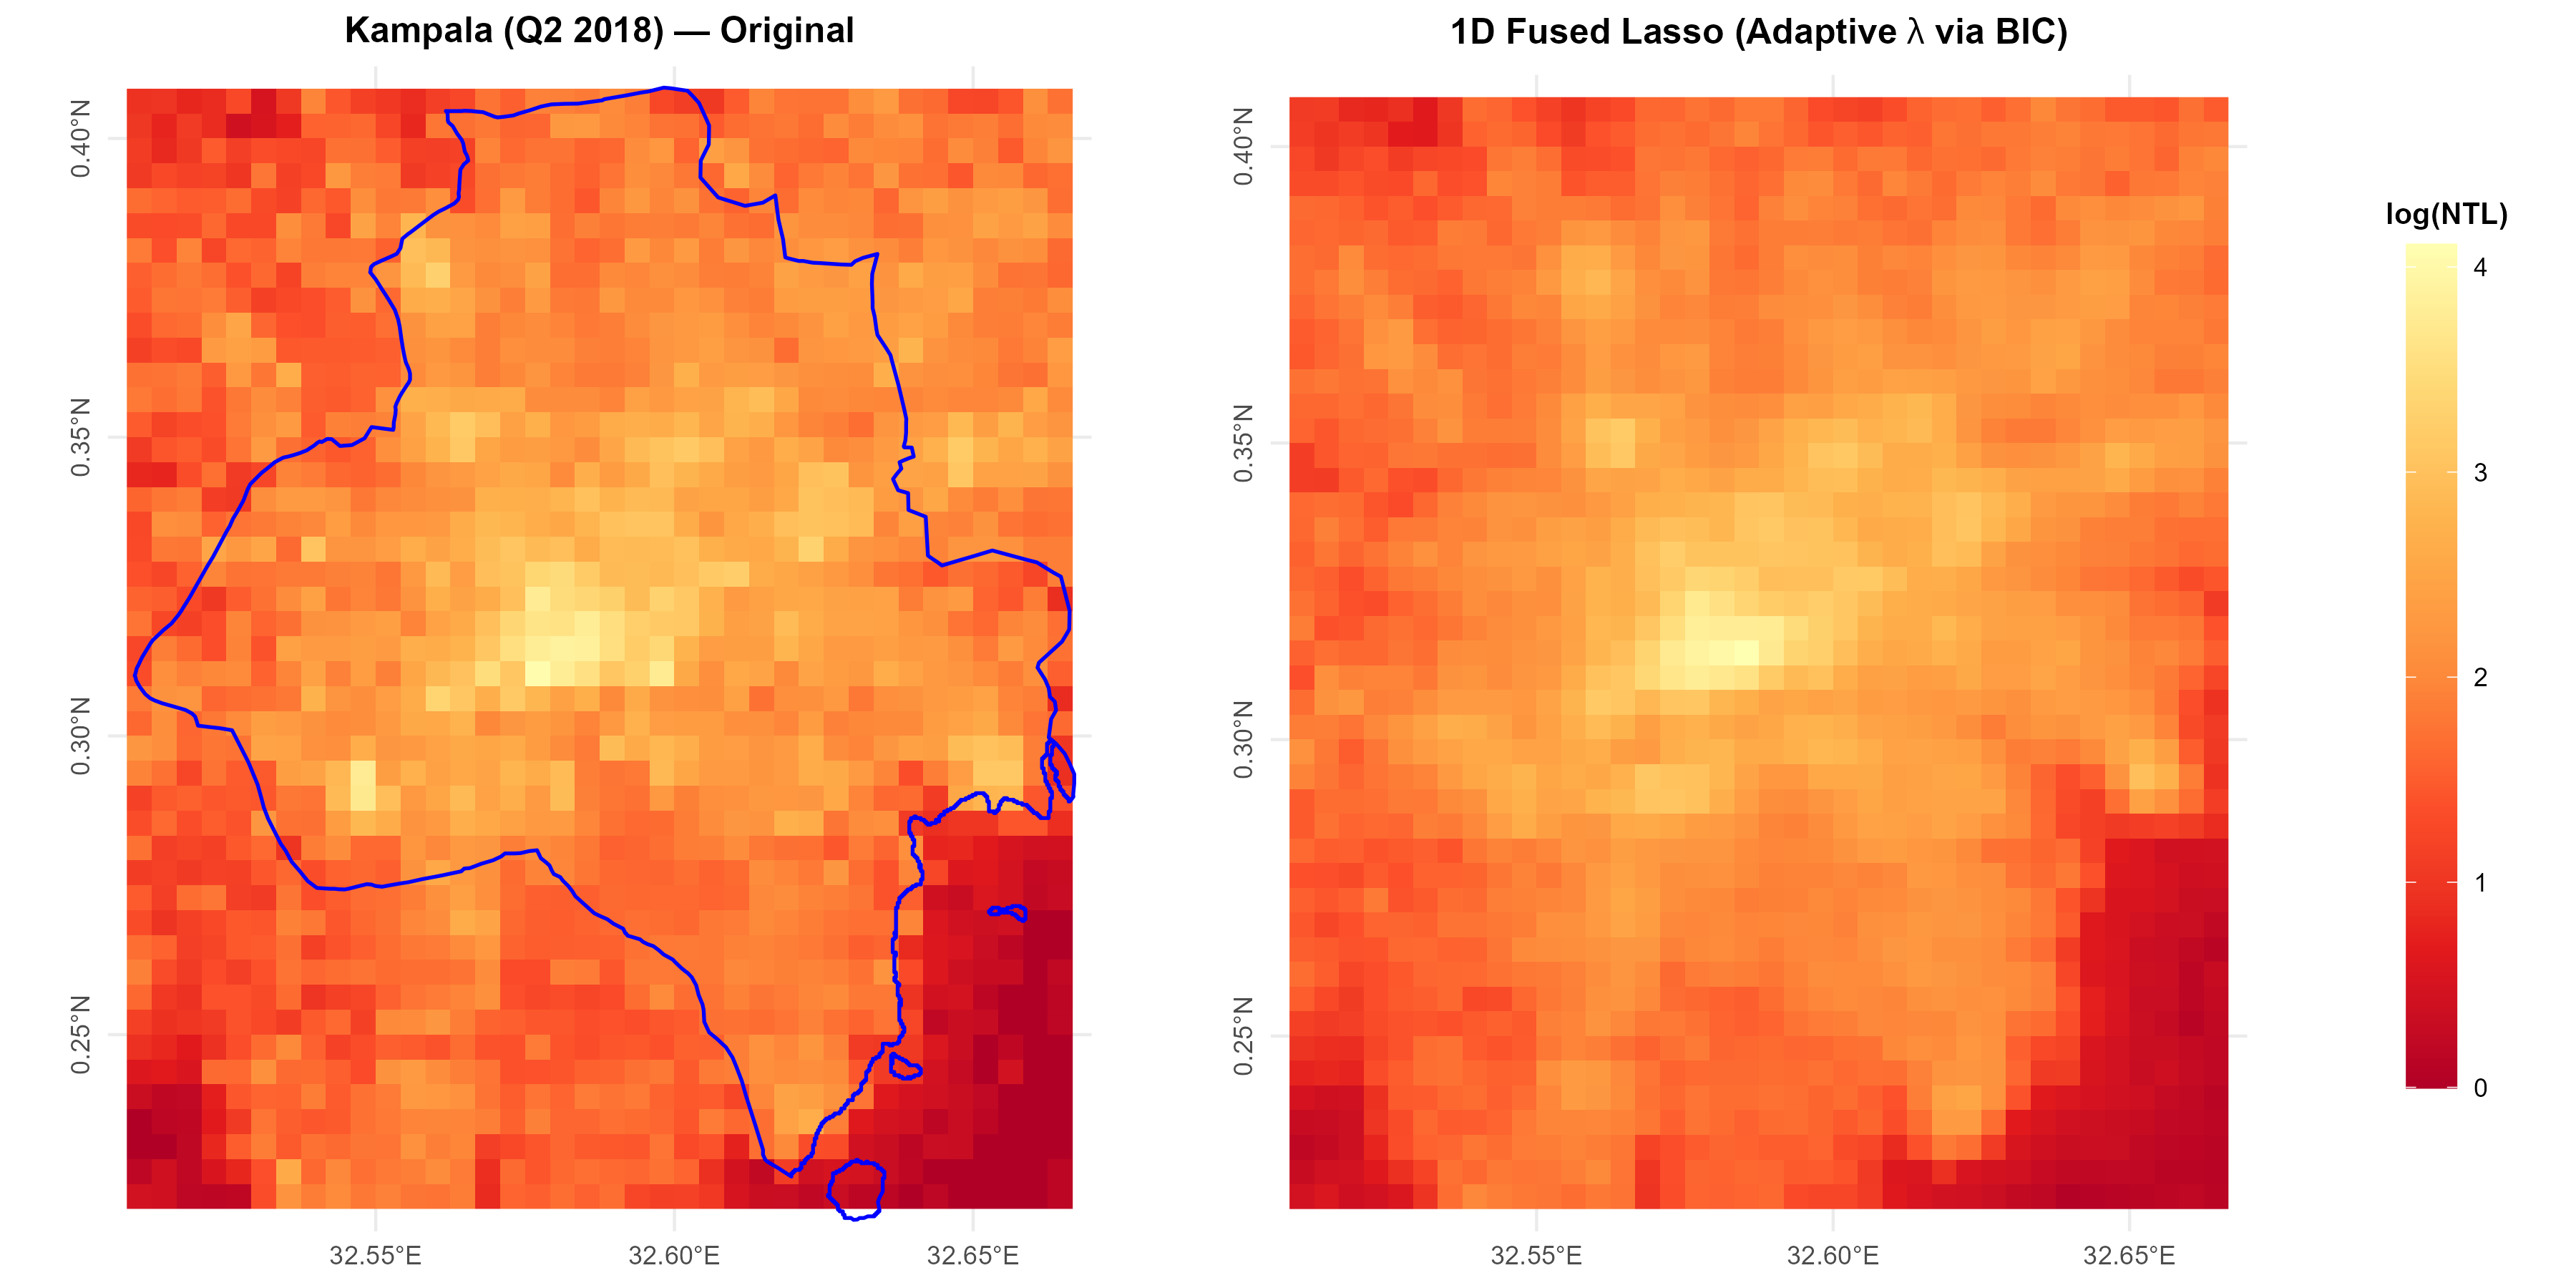 Kampala (Q2 2018) — Original
0.40°N
0.35°N
0.30°N
0.25°N
32.55°E 32.60°E 32.65°E
1D Fused Lasso (Adaptive λ via BIC)
0.40°N
0.35°N
0.30°N
0.25°N
32.55°E 32.60°E 32.65°E
log(NTL)
4
3
2
1
0